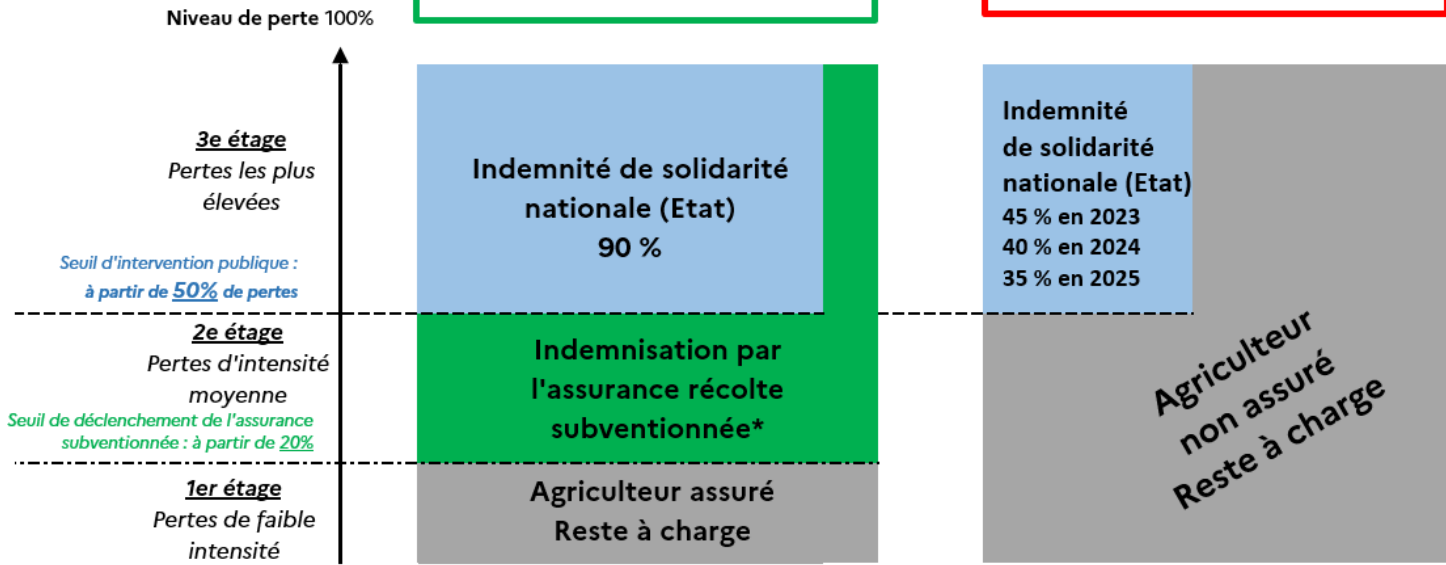 Niveau de perte 100%
3e étage
Pertes les plus
élevées
Seuil d'intervention publique :
à partir de 50% de pertes
2e étage
Pertes d'intensité
moyenne
Seuil de déclenchement de l'assurance
subventionnée : à partir de 20%
1er étage
Pertes de faible
intensité
Indemnité de solidarité
nationale (Etat)
90 %
Indemnisation par
l'assurance récolte
subventionnée*
Agriculteur assuré
Reste à charge
Indemnité
de solidarité
nationale (Etat)
45 % en 2023
40 % en 2024
35 % en 2025
Agriculteur
non assuré
Reste à charge